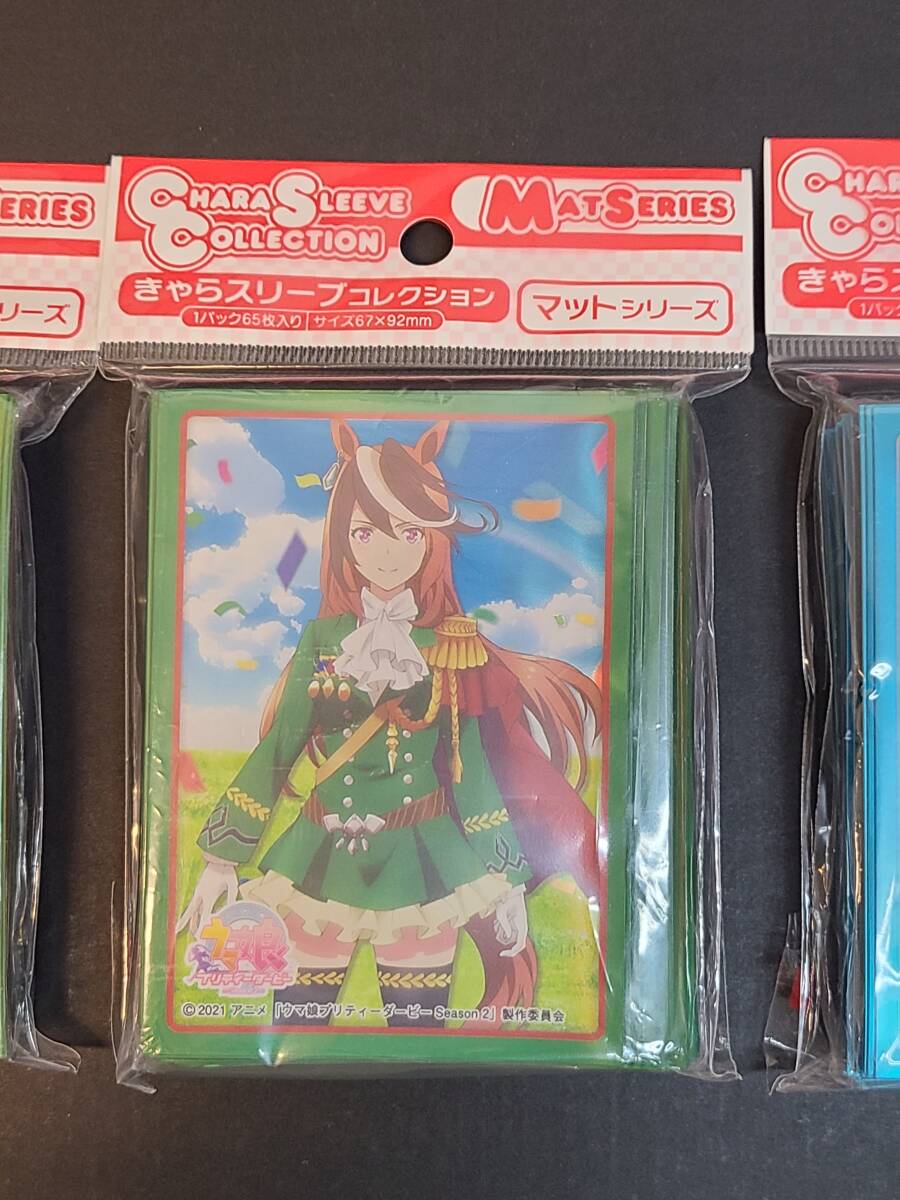 SERIES
リーズ
CHARA SLEEVE
COLLECTION
MATSERIES
きゃらスリーブコレクション
マットシリーズ
1パック65枚入り サイズ67×92mm
ウマ娘
プリティーダービー
© 2021 アニメ「ウマ娘プリティーダービー Season 2」製作委員会
CHAR
COL
きゃらス
1パック